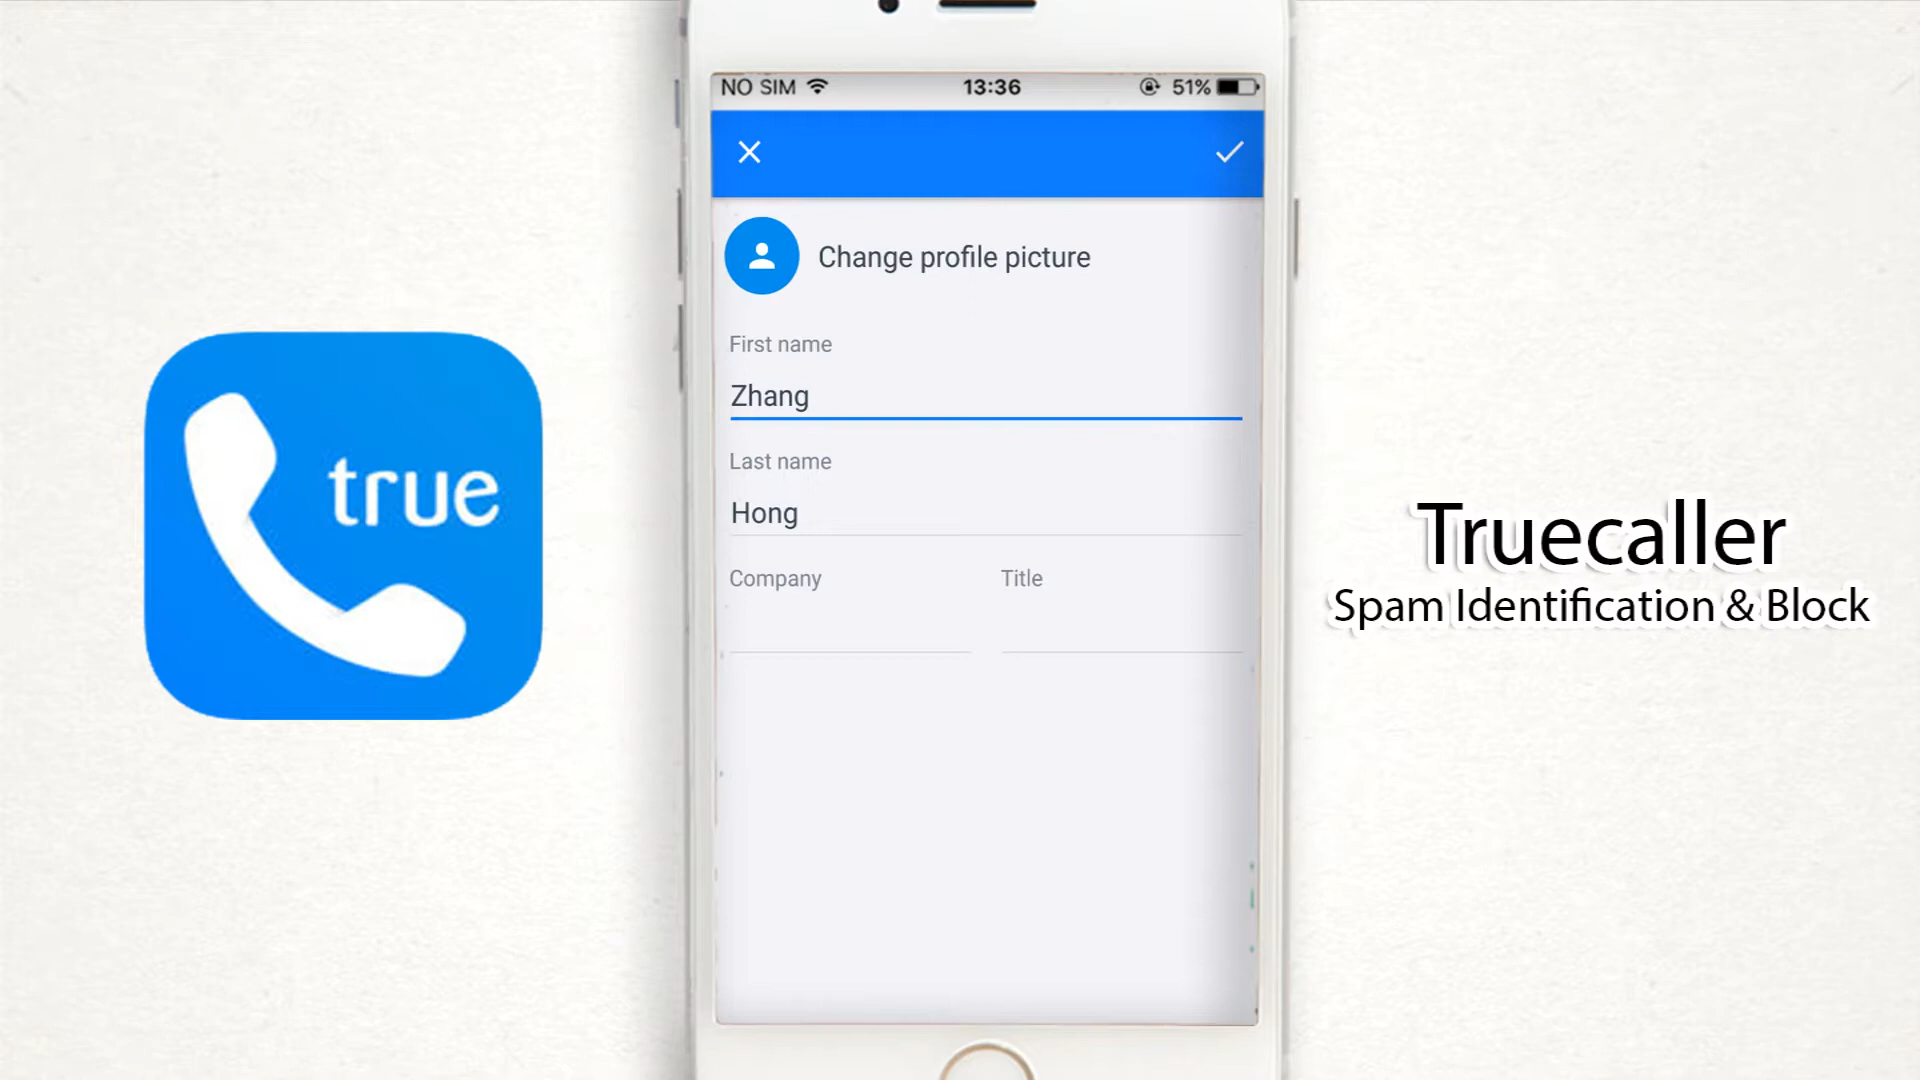 NO SIM 13:36 51%
Change profile picture
First name
Zhang
Last name
Hong
Company Title
true
Truecaller
Spam Identification & Block